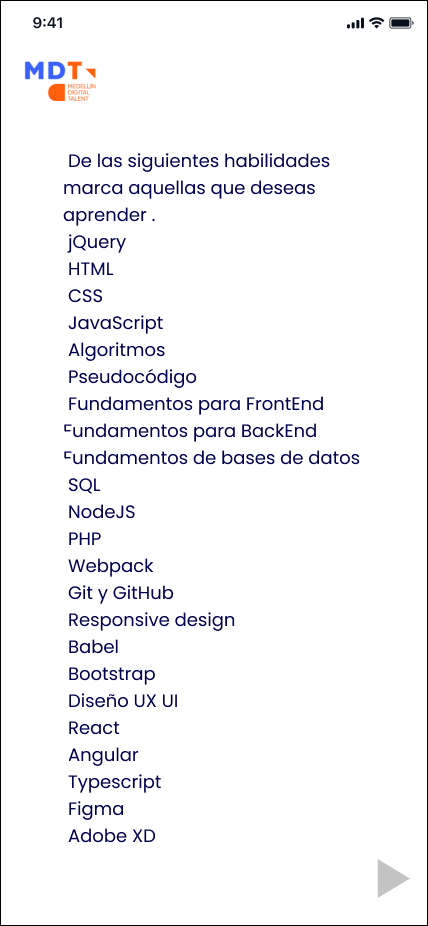 9:41
MDT
MEDELLIN
DIGITAL
TALENT
De las siguientes habilidades
marca aquellas que deseas
aprender .
jQuery
HTML
CSS
JavaScript
Algoritmos
Pseudocódigo
Fundamentos para FrontEnd
Fundamentos para BackEnd
Fundamentos de bases de datos
SQL
NodeJS
PHP
Webpack
Git y GitHub
Responsive design
Babel
Bootstrap
Diseño UX UI
React
Angular
Typescript
Figma
Adobe XD